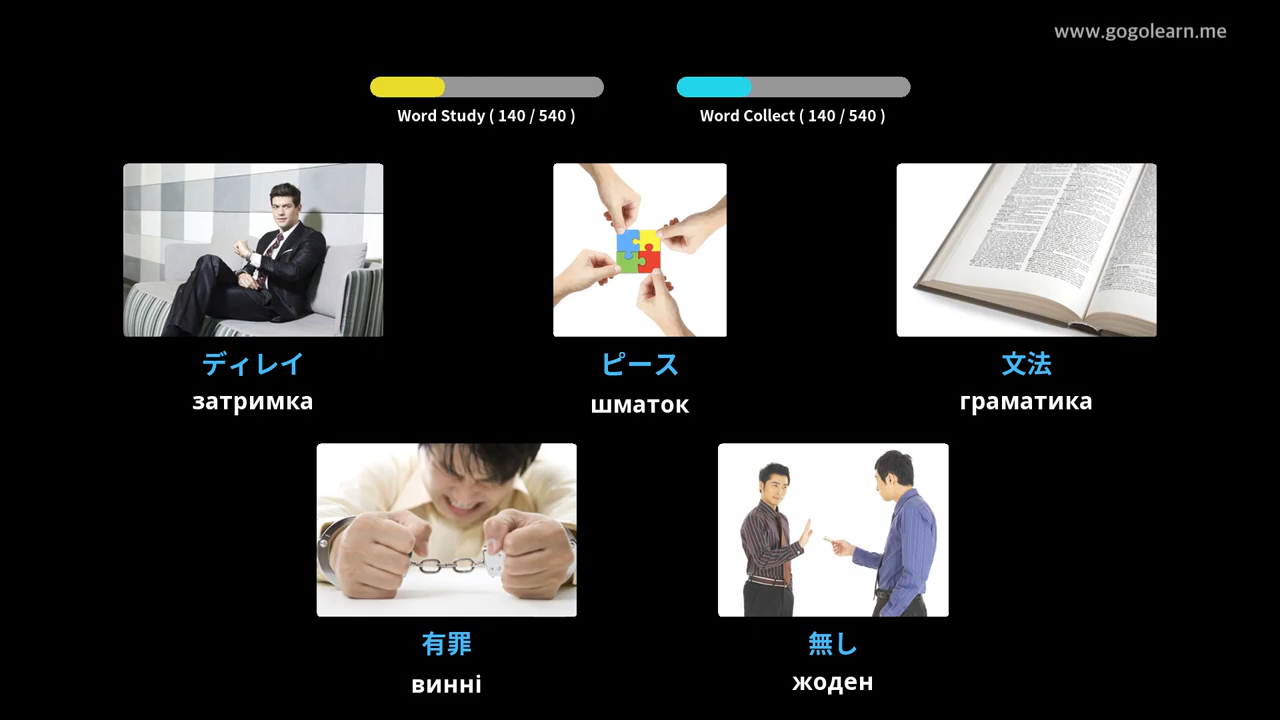 www.gogolearn.me
Word Study ( 140 / 540 )
Word Collect ( 140 / 540 )
ディレイ
затримка
ピース
шматок
文法
граматика
有罪
винні
無し
жоден